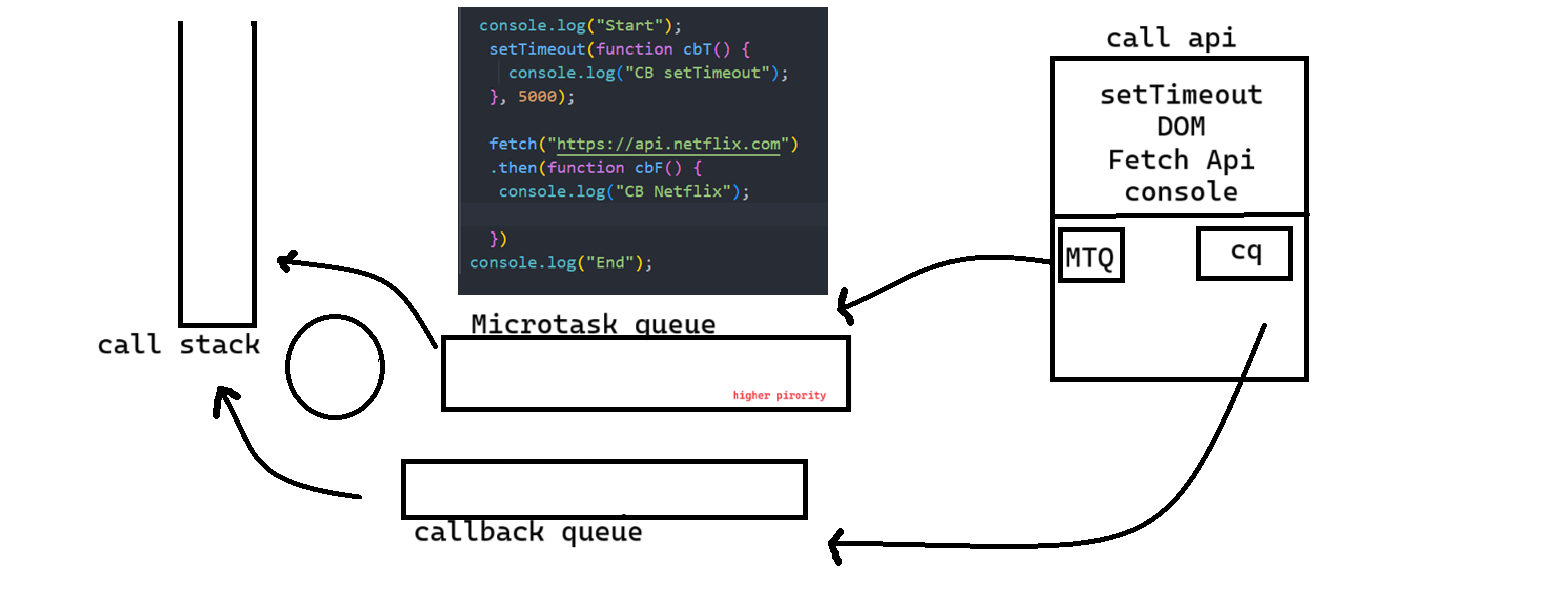 console.log("Start");
setTimeout(function cbT() {
console.log("CB setTimeout");
}, 5000);
fetch("https://api.netflix.com")
.then(function cbF() {
console.log("CB Netflix");
})
console.log("End");
call api
setTimeout
DOM
Fetch Api
console
MTQ
cq
call stack
Microtask queue
higher pirority
callback queue